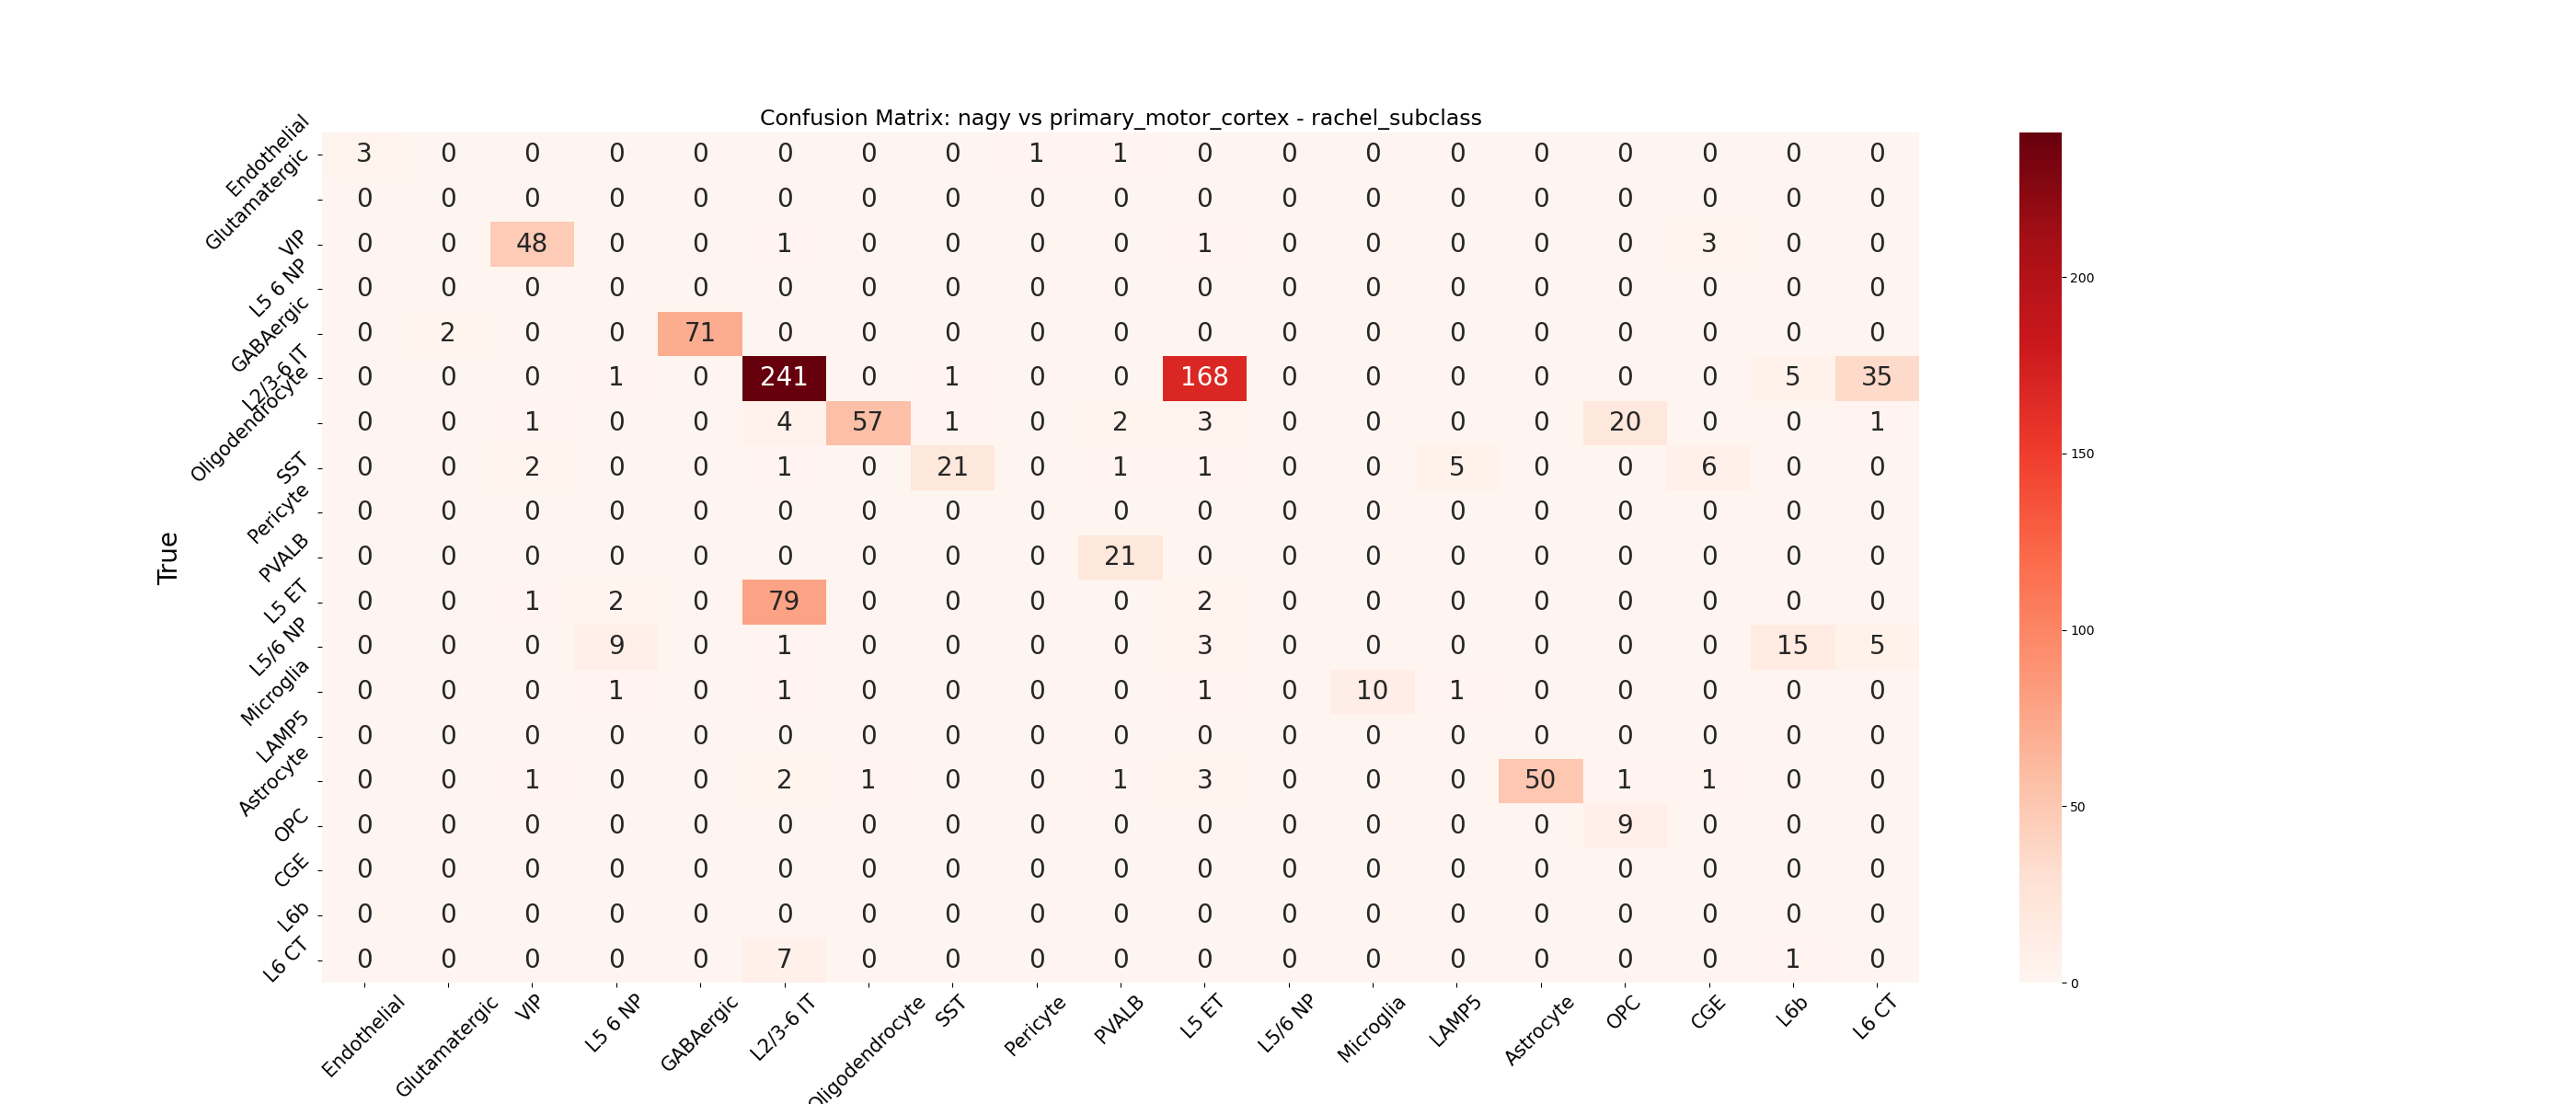 Confusion Matrix: nagy vs primary_motor_cortex - rachel_subclass
True
Endothelial 3 0 0 0 0 0 0 0 1 1 0 0 0 0 0 0 0 0 0
Glutamatergic 0 0 0 0 0 0 0 0 0 0 0 0 0 0 0 0 0 0 0
VIP 0 0 48 0 0 1 0 0 0 0 1 0 0 0 0 0 3 0 0
L5 6 NP 0 0 0 0 0 0 0 0 0 0 0 0 0 0 0 0 0 0 0
GABAergic 0 2 0 0 71 0 0 0 0 0 0 0 0 0 0 0 0 0 0
L2/3-6 IT 0 0 0 1 0 241 0 1 0 0 168 0 0 0 0 0 0 5 35
Oligodendrocyte 0 0 1 0 0 4 57 1 0 2 3 0 0 0 0 20 0 0 1
SST 0 0 2 0 0 1 0 21 0 1 1 0 0 5 0 0 6 0 0
Pericyte 0 0 0 0 0 0 0 0 0 0 0 0 0 0 0 0 0 0 0
PVALB 0 0 0 0 0 0 0 0 0 21 0 0 0 0 0 0 0 0 0
L5 ET 0 0 1 2 0 79 0 0 0 0 2 0 0 0 0 0 0 0 0
L5/6 NP 0 0 0 9 0 1 0 0 0 0 3 0 0 0 0 0 0 15 5
Microglia 0 0 0 1 0 1 0 0 0 0 1 0 10 1 0 0 0 0 0
LAMP5 0 0 0 0 0 0 0 0 0 0 0 0 0 0 0 0 0 0 0
Astrocyte 0 0 1 0 0 2 1 0 0 1 3 0 0 0 50 1 1 0 0
OPC 0 0 0 0 0 0 0 0 0 0 0 0 0 0 0 9 0 0 0
CGE 0 0 0 0 0 0 0 0 0 0 0 0 0 0 0 0 0 0 0
L6b 0 0 0 0 0 0 0 0 0 0 0 0 0 0 0 0 0 0 0
L6 CT 0 0 0 0 0 7 0 0 0 0 0 0 0 0 0 0 0 1 0
Endothelial Glutamatergic VIP L5 6 NP GABAergic L2/3-6 IT Oligodendrocyte SST Pericyte PVALB L5 ET L5/6 NP Microglia LAMP5 Astrocyte OPC CGE L6b L6 CT
200
150
100
50
0